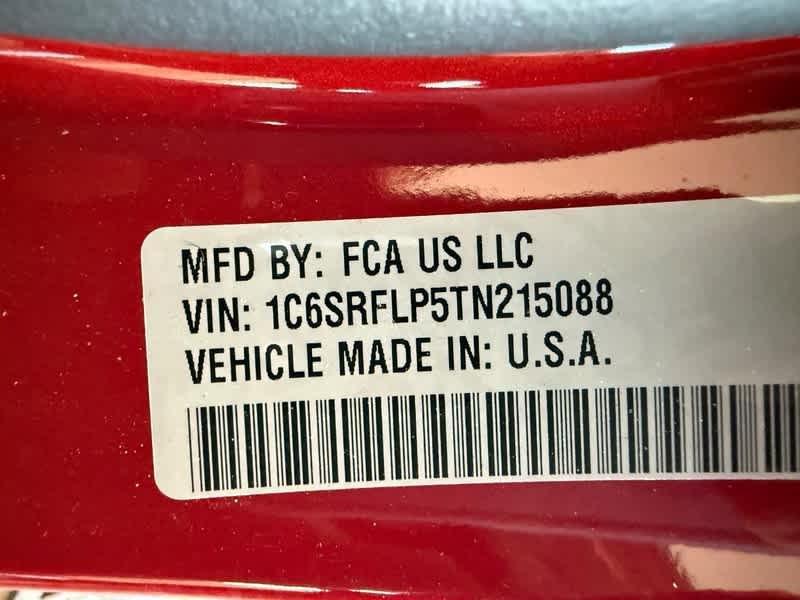 MFD BY: FCA US LLC
VIN: 1C6SRFLP5TN215088
VEHICLE MADE IN: U.S.A.